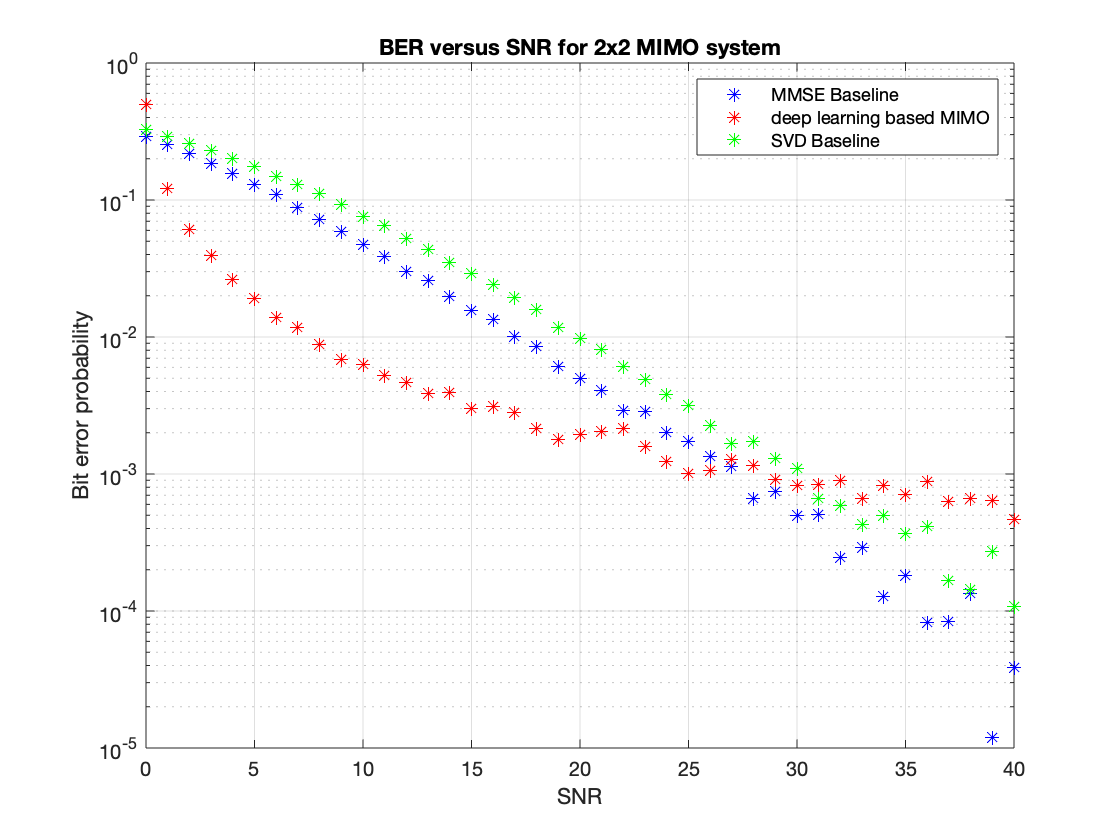 BER versus SNR for 2x2 MIMO system
MMSE Baseline
deep learning based MIMO
SVD Baseline
Bit error probability
10^0
10^-1
10^-2
10^-3
10^-4
10^-5
0 5 10 15 20 25 30 35 40
SNR